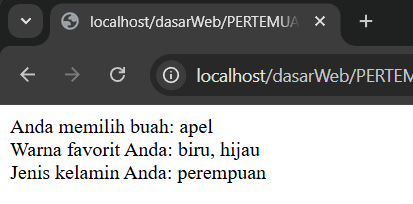 localhost/dasarWeb/PERTEMUA
localhost/dasarWeb/PERTEM
Anda memilih buah: apel
Warna favorit Anda: biru, hijau
Jenis kelamin Anda: perempuan